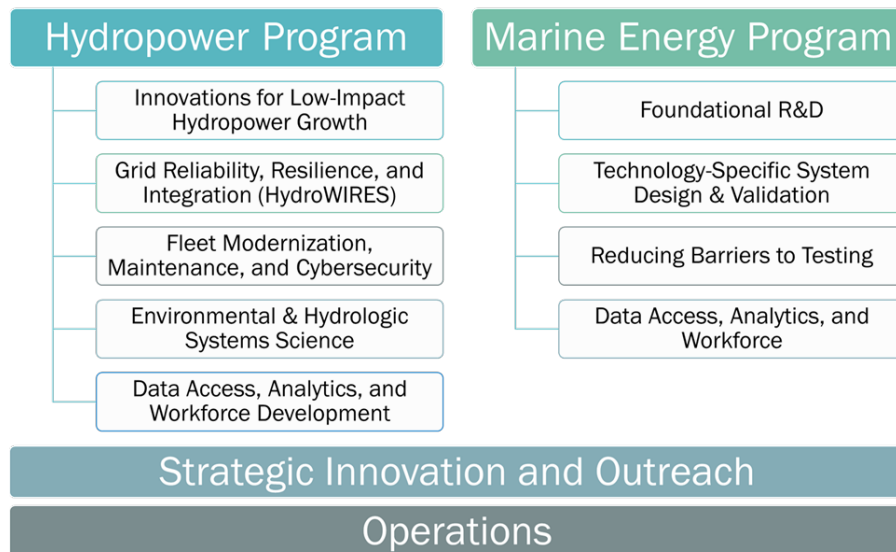 Hydropower Program
Innovations for Low-Impact
Hydropower Growth
Grid Reliability, Resilience, and
Integration (HydroWIRES)
Fleet Modernization,
Maintenance, and Cybersecurity
Environmental & Hydrologic
Systems Science
Data Access, Analytics, and
Workforce Development
Marine Energy Program
Foundational R&D
Technology-Specific System
Design & Validation
Reducing Barriers to Testing
Data Access, Analytics, and
Workforce
Strategic Innovation and Outreach
Operations